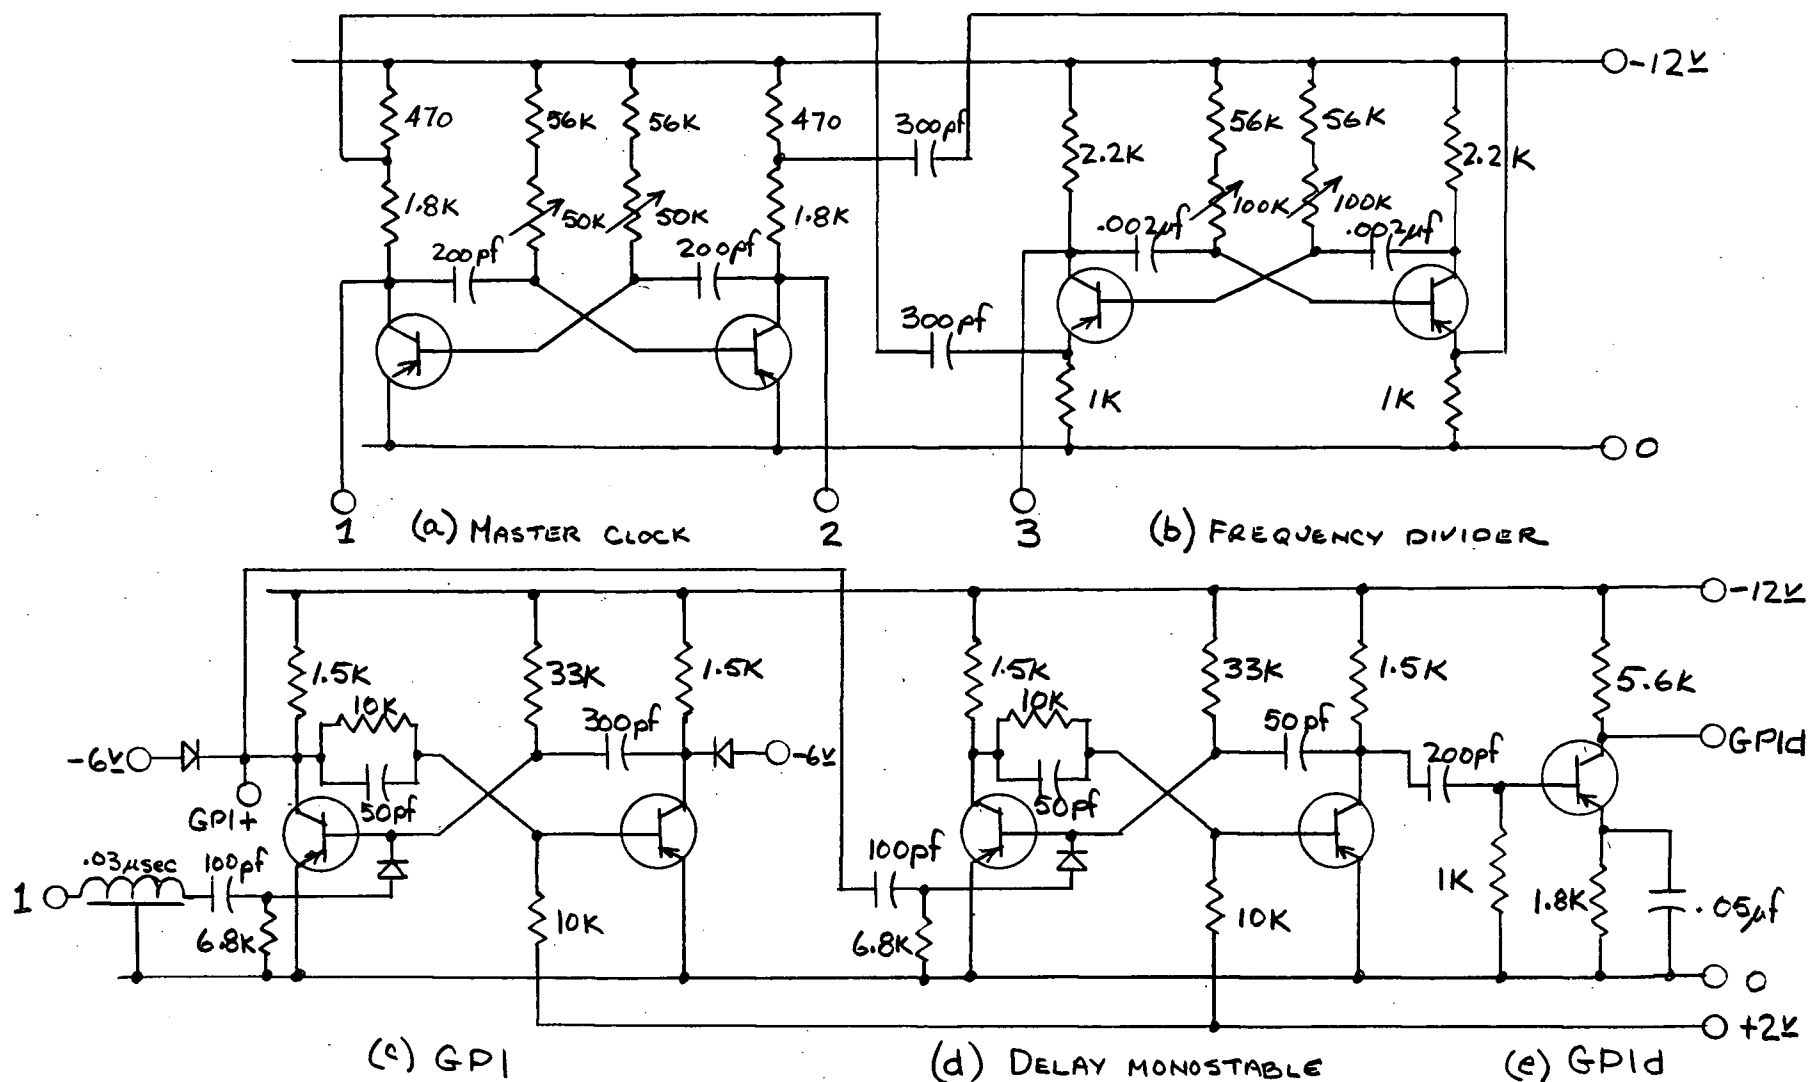 -12v
470
56K
56K
470
300pf
56K
56K
2.2K
2.2K
1.8K
50K
50K
1.8K
100K
100K
.002µf
.002µf
200pf
200pf
300pf
1K
1K
0
1
2
3
(a) MASTER CLOCK
(b) FREQUENCY DIVIDER
-12v
1.5K
33K
1.5K
1.5K
33K
1.5K
5.6K
10K
10K
300pf
50pf
200pf
-6v
-6v
GPId
50pf
50pf
GPI+
.03µsec
100pf
100pf
1
6.8K
10K
6.8K
10K
1K
1.8K
.05µf
0
+2v
(c) GPI
(d) DELAY MONOSTABLE
(e) GPId